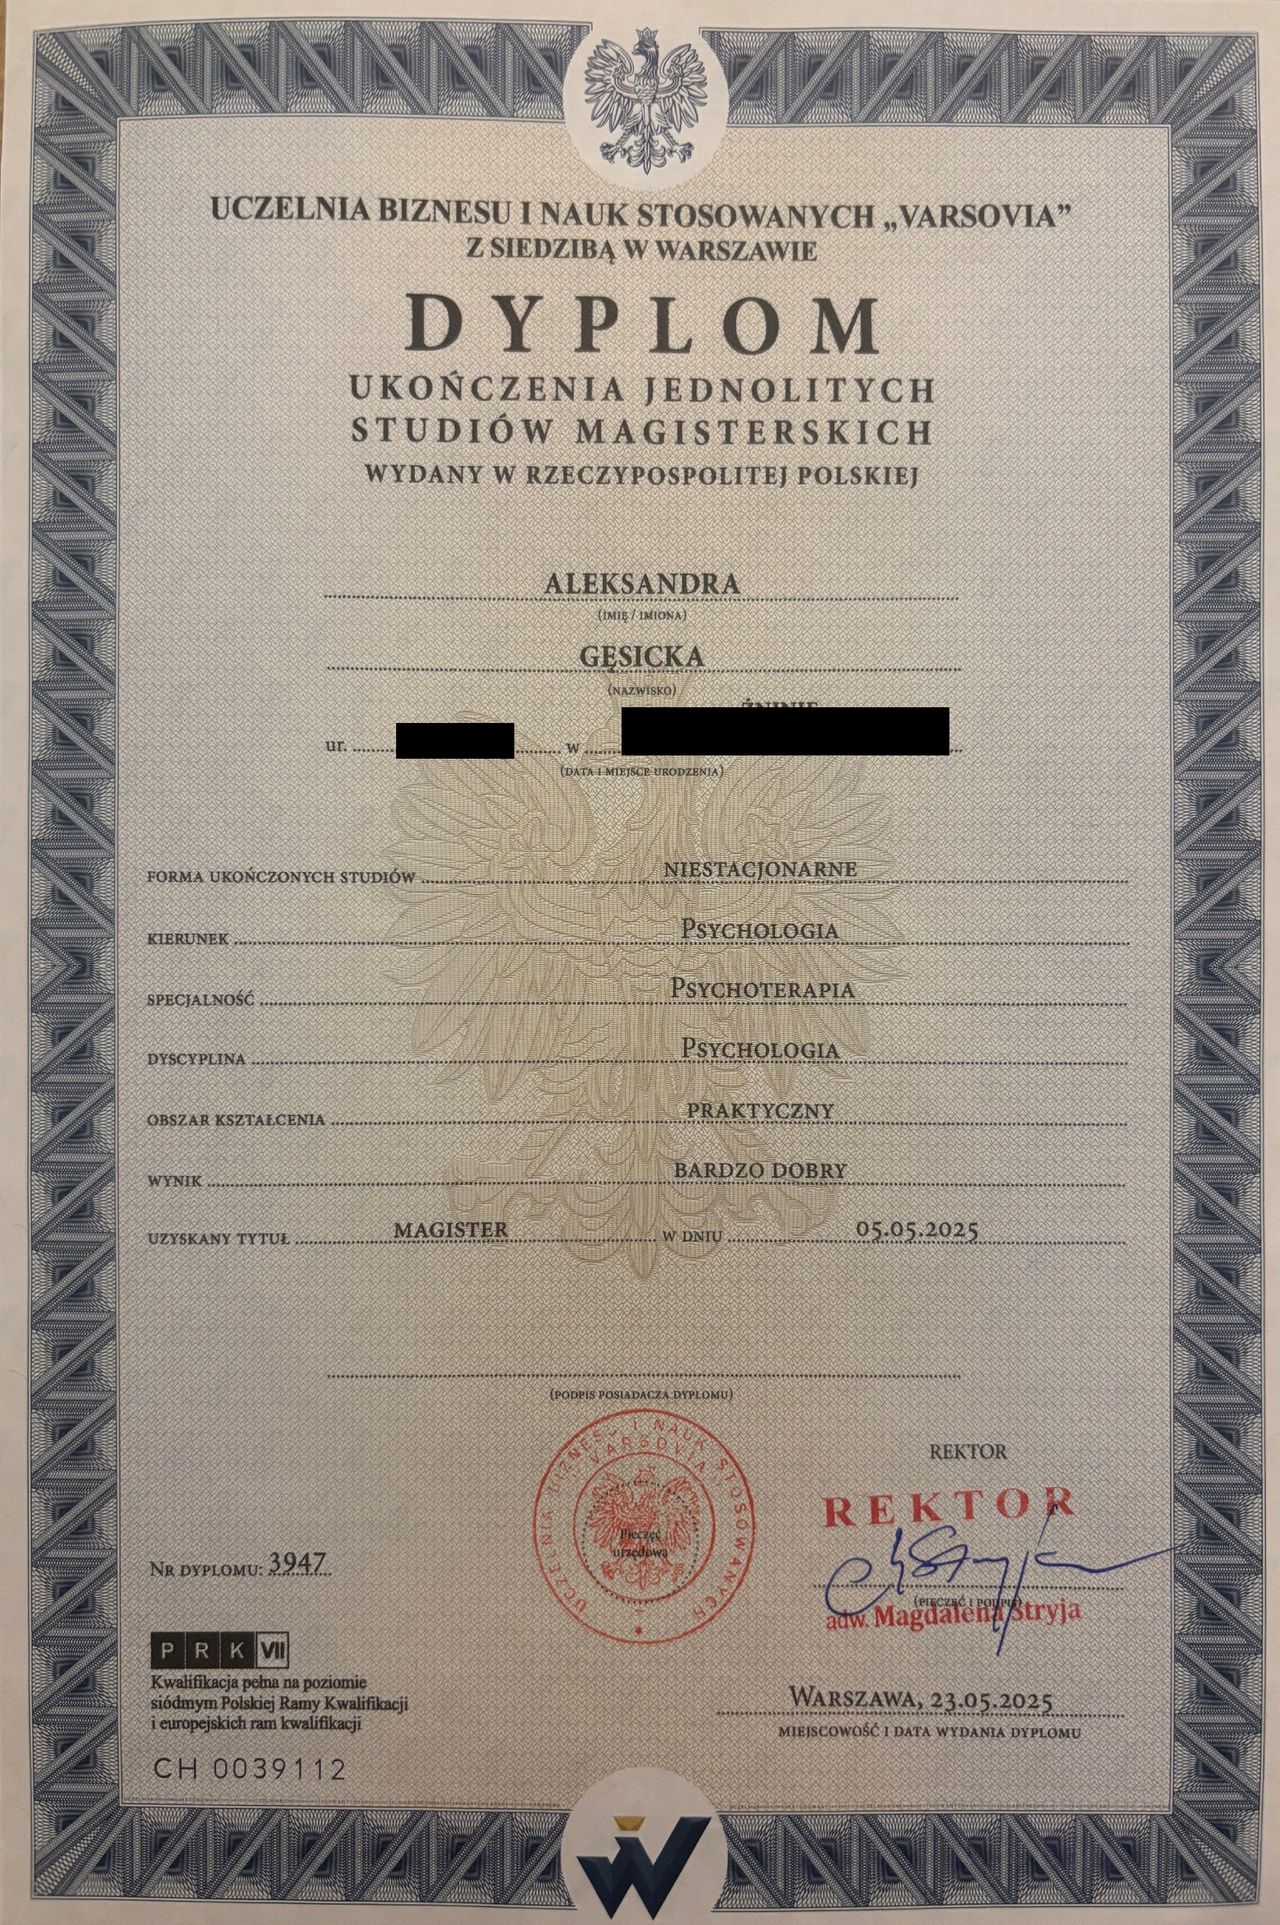 UCZELNIA BIZNESU I NAUK STOSOWANYCH „VARSOVIA”
Z SIEDZIBĄ W WARSZAWIE
DYPLOM
UKOŃCZENIA JEDNOLITYCH
STUDIÓW MAGISTERSKICH
WYDANY W RZECZYPOSPOLITEJ POLSKIEJ
ALEKSANDRA
(IMIĘ / IMIONA)
GĘSICKA
(NAZWISKO)
ur. w
(DATA I MIEJSCE URODZENIA)
FORMA UKOŃCZONYCH STUDIÓW NIESTACJONARNE
KIERUNEK PSYCHOLOGIA
SPECJALNOŚĆ PSYCHOTERAPIA
DYSCYPLINA PSYCHOLOGIA
OBSZAR KSZTAŁCENIA PRAKTYCZNY
WYNIK BARDZO DOBRY
UZYSKANY TYTUŁ MAGISTER W DNIU 05.05.2025
(PODPIS POSIADACZA DYPLOMU)
UCZELNIA BIZNESU I NAUK STOSOWANYCH
"VARSOVIA"
Pieczęć
urzędowa
REKTOR
REKTOR
(PIECZĘĆ I PODPIS)
adw. Magdalena Stryja
NR DYPLOMU: 3947
PRK VII
Kwalifikacja pełna na poziomie
siódmym Polskiej Ramy Kwalifikacji
i europejskich ram kwalifikacji
WARSZAWA, 23.05.2025
MIEJSCOWOŚĆ I DATA WYDANIA DYPLOMU
CH 0039112